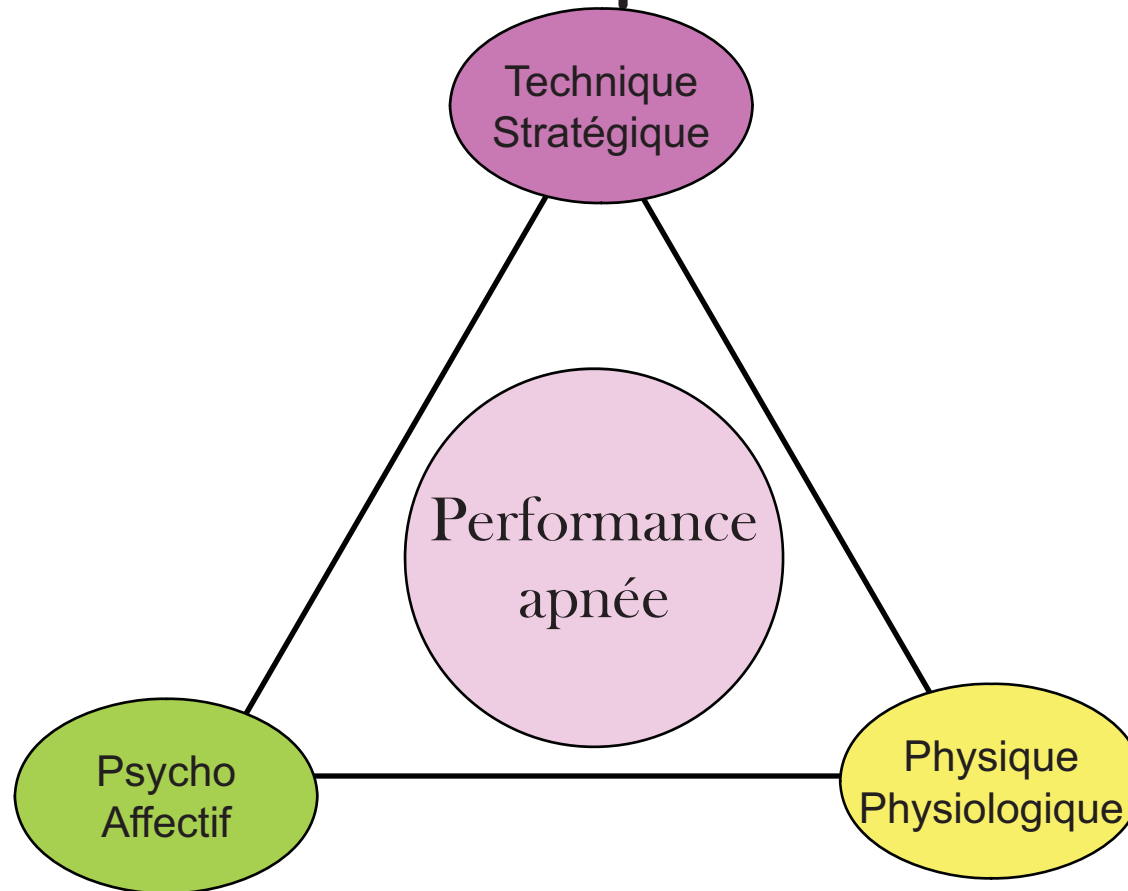 Technique
Stratégique
Performance
apnée
Psycho
Affectif
Physique
Physiologique